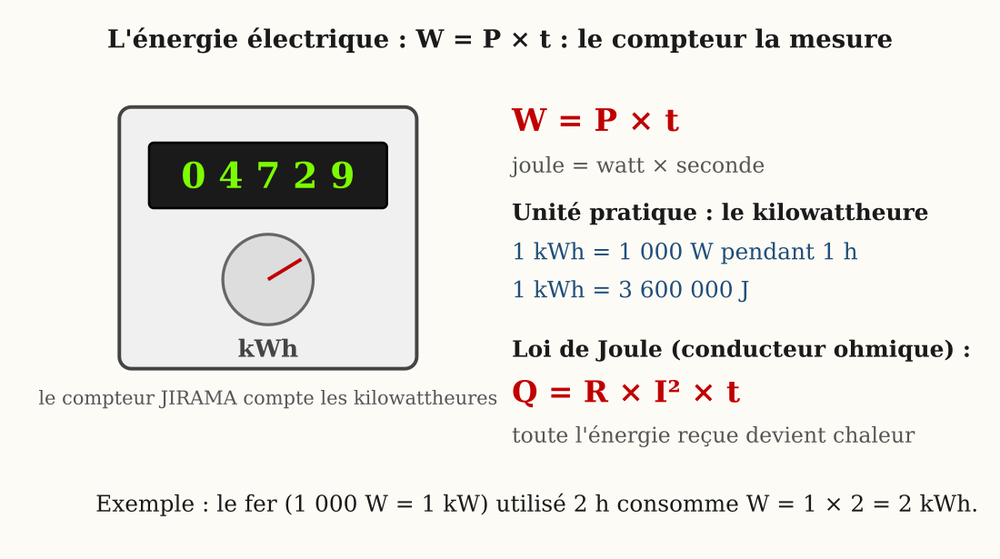 L'énergie électrique : W = P × t : le compteur la mesure
0 4 7 2 9
kWh
le compteur JIRAMA compte les kilowattheures
W = P × t
joule = watt × seconde
Unité pratique : le kilowattheure
1 kWh = 1 000 W pendant 1 h
1 kWh = 3 600 000 J
Loi de Joule (conducteur ohmique) :
Q = R × I² × t
toute l'énergie reçue devient chaleur
Exemple : le fer (1 000 W = 1 kW) utilisé 2 h consomme W = 1 × 2 = 2 kWh.